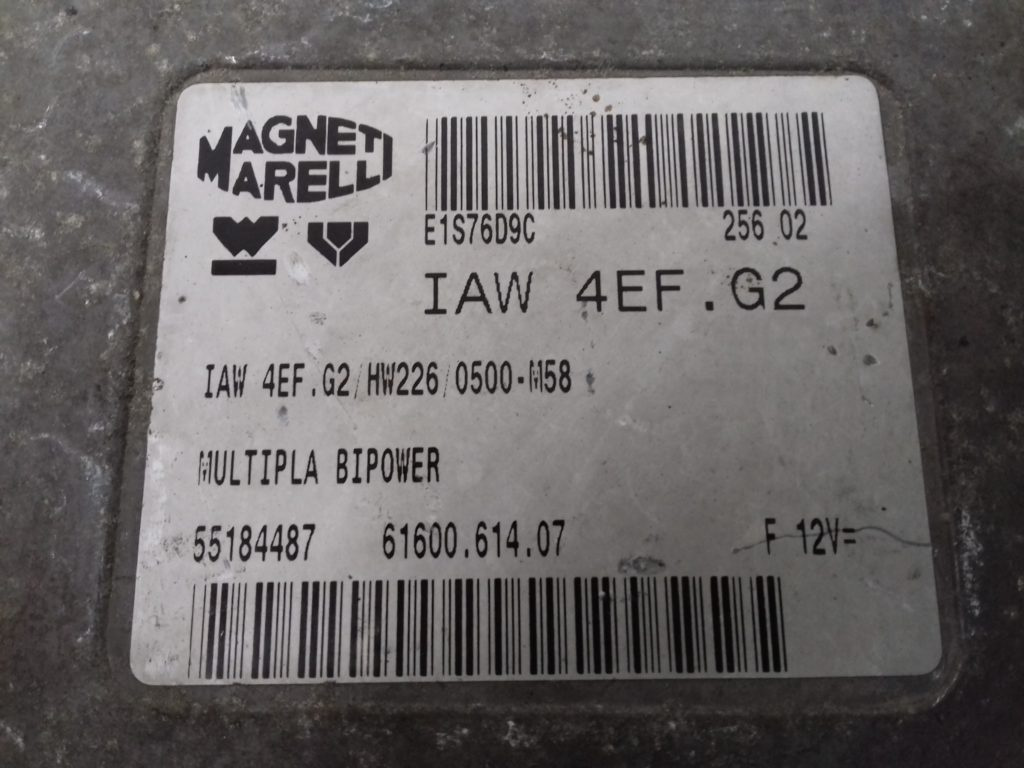 MAGNETI
MARELLI
E1S76D9C 256 02
IAW 4EF.G2
IAW 4EF.G2/HW226/0500-M58
MULTIPLA BIPOWER
55184487 61600.614.07 F 12V=